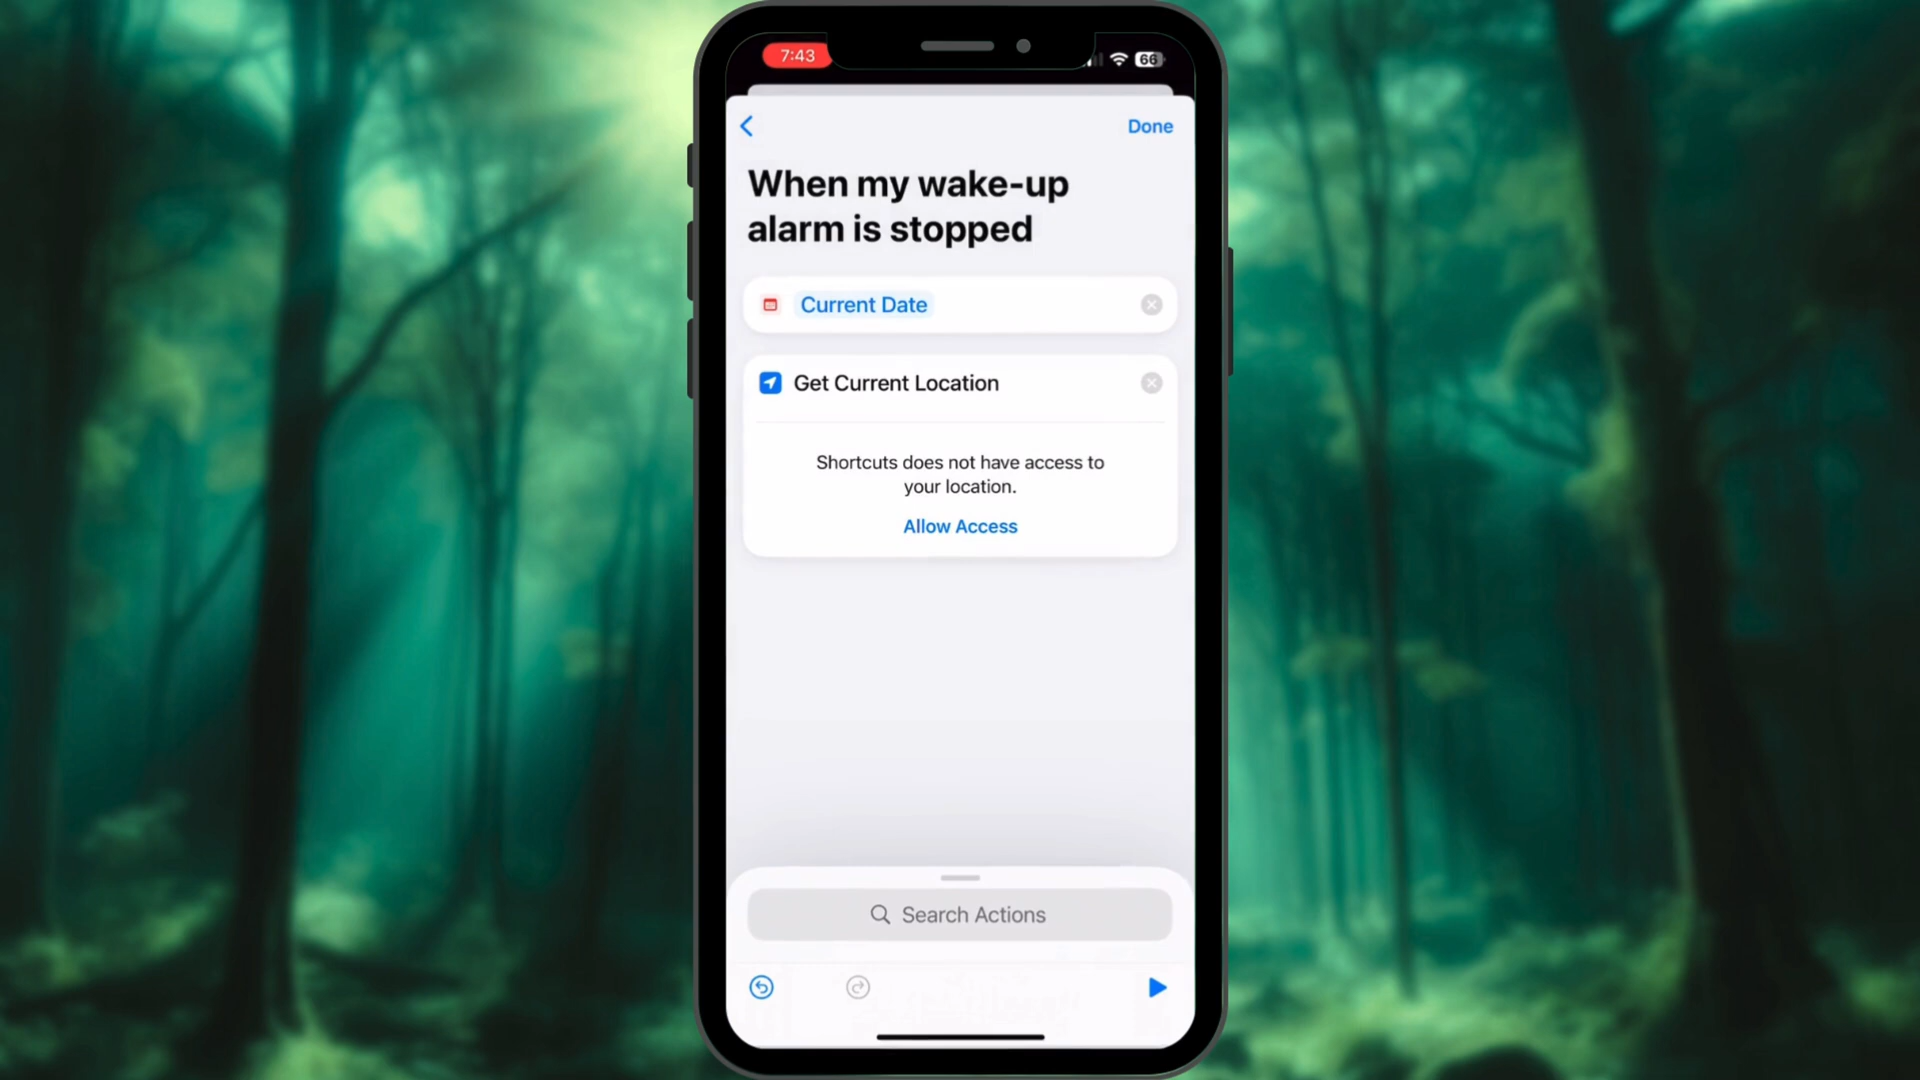 7:43
66
Done
When my wake-up
alarm is stopped
Current Date
Get Current Location
Shortcuts does not have access to
your location.
Allow Access
Search Actions